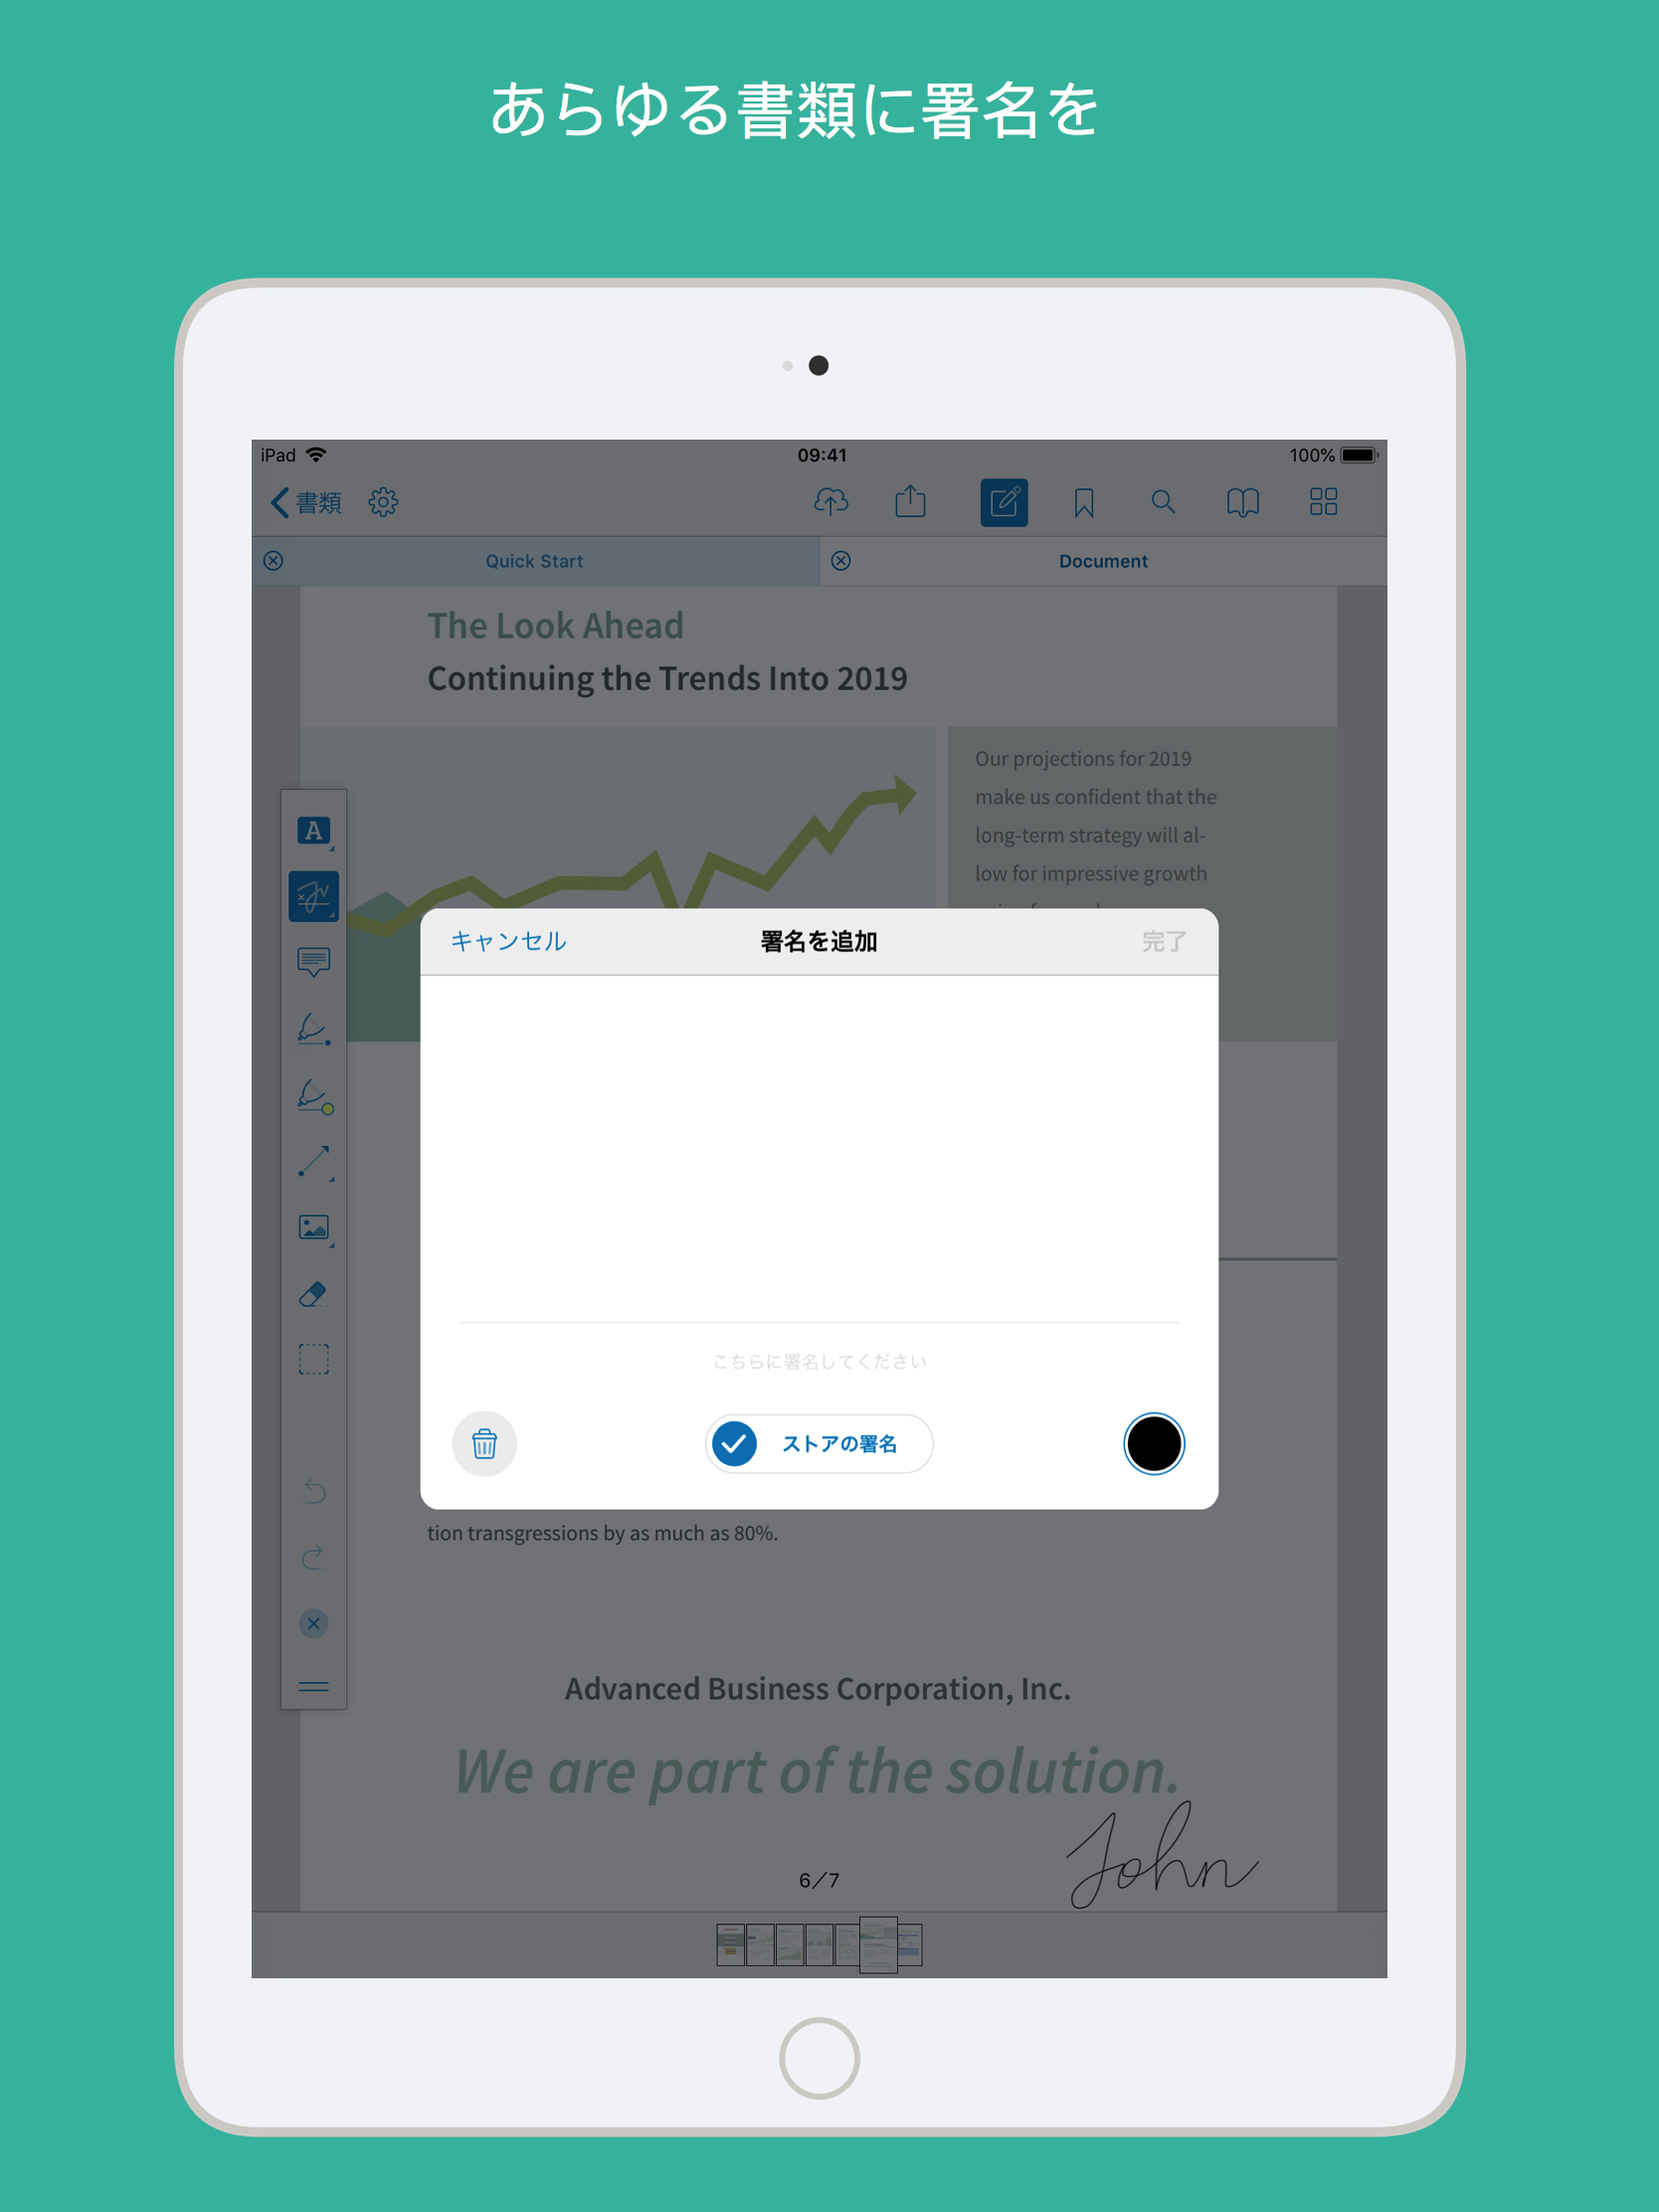 あらゆる書類に署名を
iPad 09:41 100%
書類
Quick Start Document
The Look Ahead
Continuing the Trends Into 2019
Our projections for 2019
make us confident that the
long-term strategy will al-
low for impressive growth
A
キャンセル 署名を追加 完了
こちらに署名してください
ストアの署名
tion transgressions by as much as 80%.
Advanced Business Corporation, Inc.
We are part of the solution.
John
6/7